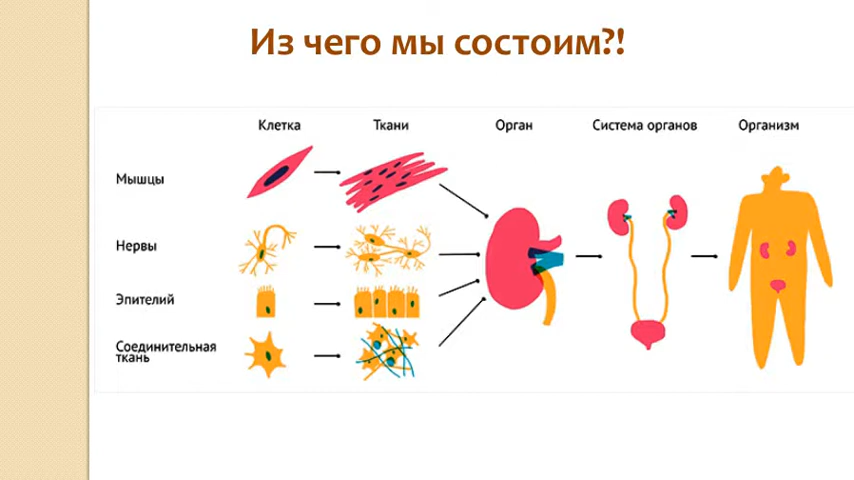 Из чего мы состоим?!
Клетка
Ткани
Орган
Система органов
Организм
Мышцы
Нервы
Эпителий
Соединительная
ткань